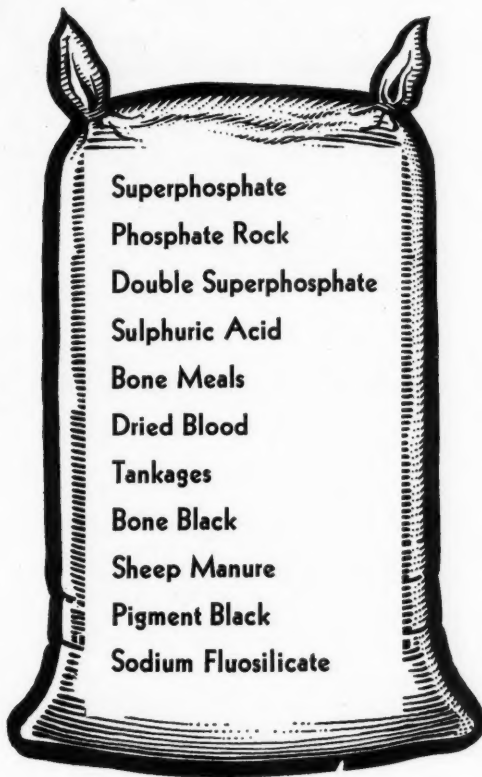 Superphosphate
Phosphate Rock
Double Superphosphate
Sulphuric Acid
Bone Meals
Dried Blood
Tankages
Bone Black
Sheep Manure
Pigment Black
Sodium Fluosilicate